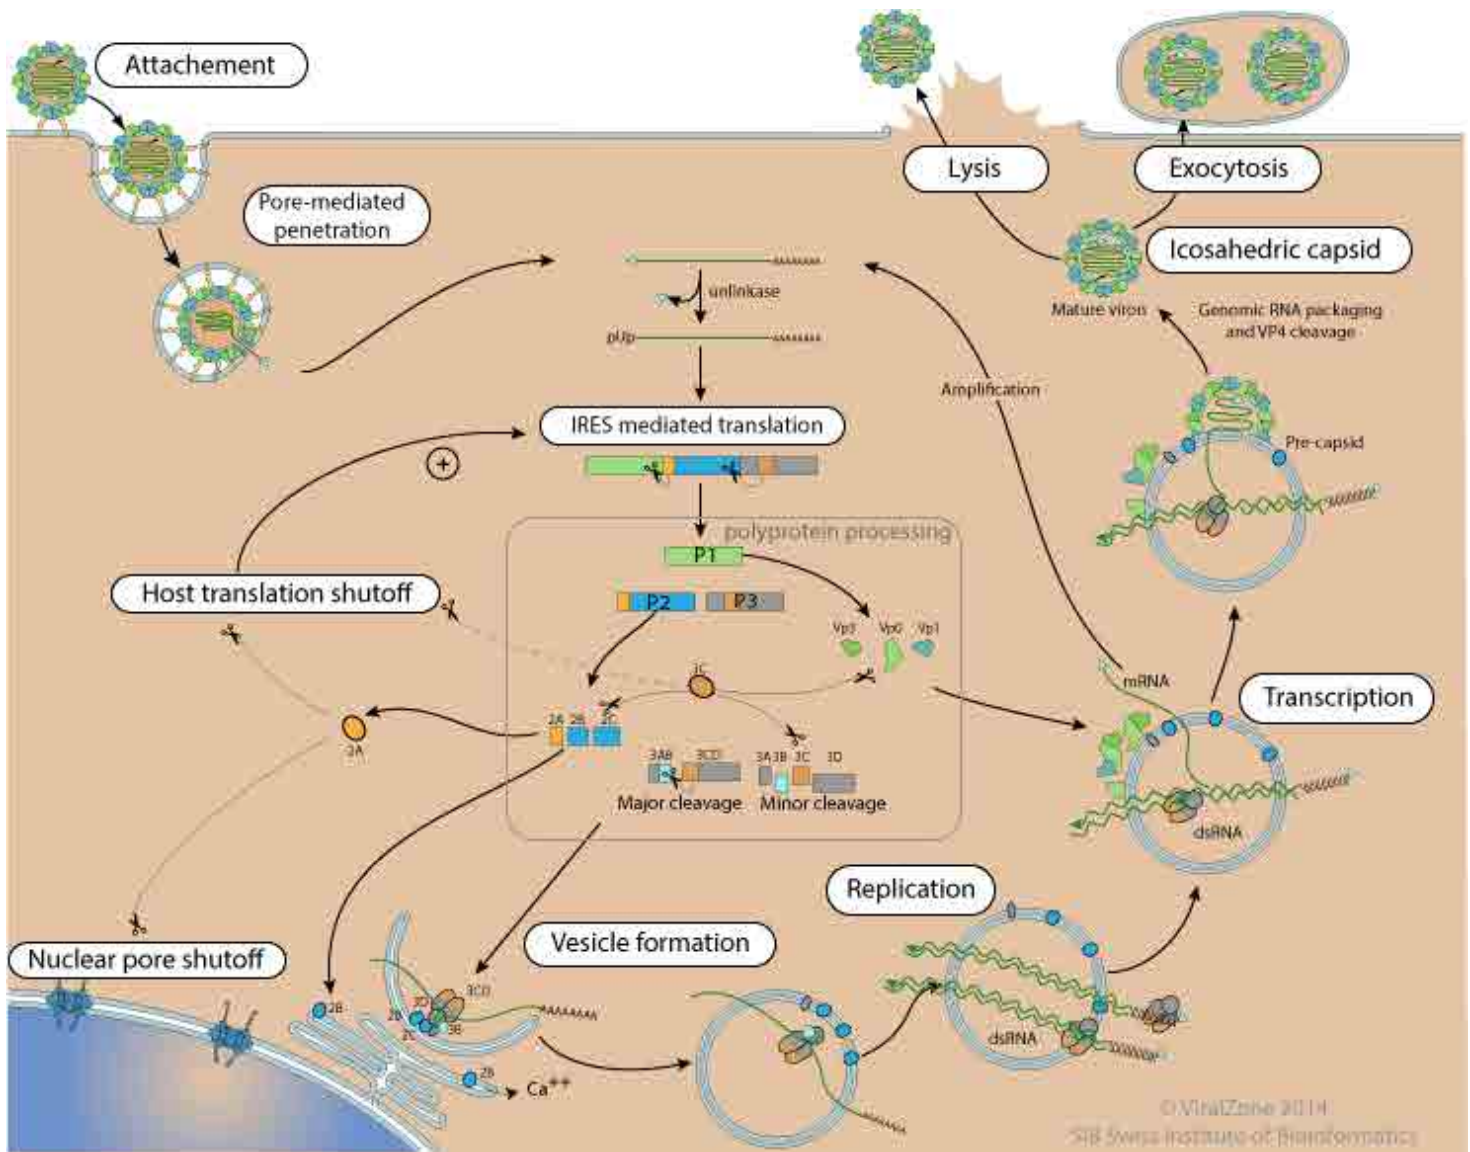 Attachement
Pore-mediated
penetration
Lysis
Exocytosis
Icosahedric capsid
Mature viron
Genomic RNA packaging
and VP4 cleavage
AAAAAAAA
unlinkase
pUp
AAAAAAAA
Amplification
IRES mediated translation
+
Pre-capsid
polyprotein processing
P1
Host translation shutoff
P2
P3
Vp3
Vp0
Vp1
3C
mRNA
Transcription
2A
2A
2B
2C
3AB
3CD
3A
3B
3C
3D
Major cleavage
Minor cleavage
dsRNA
Replication
Nuclear pore shutoff
Vesicle formation
2B
3D
3CD
2B
2C
3B
AAAAAAAA
2B
Ca++
dsRNA
© ViralZone 2014
SIB Swiss Institute of Bioinformatics